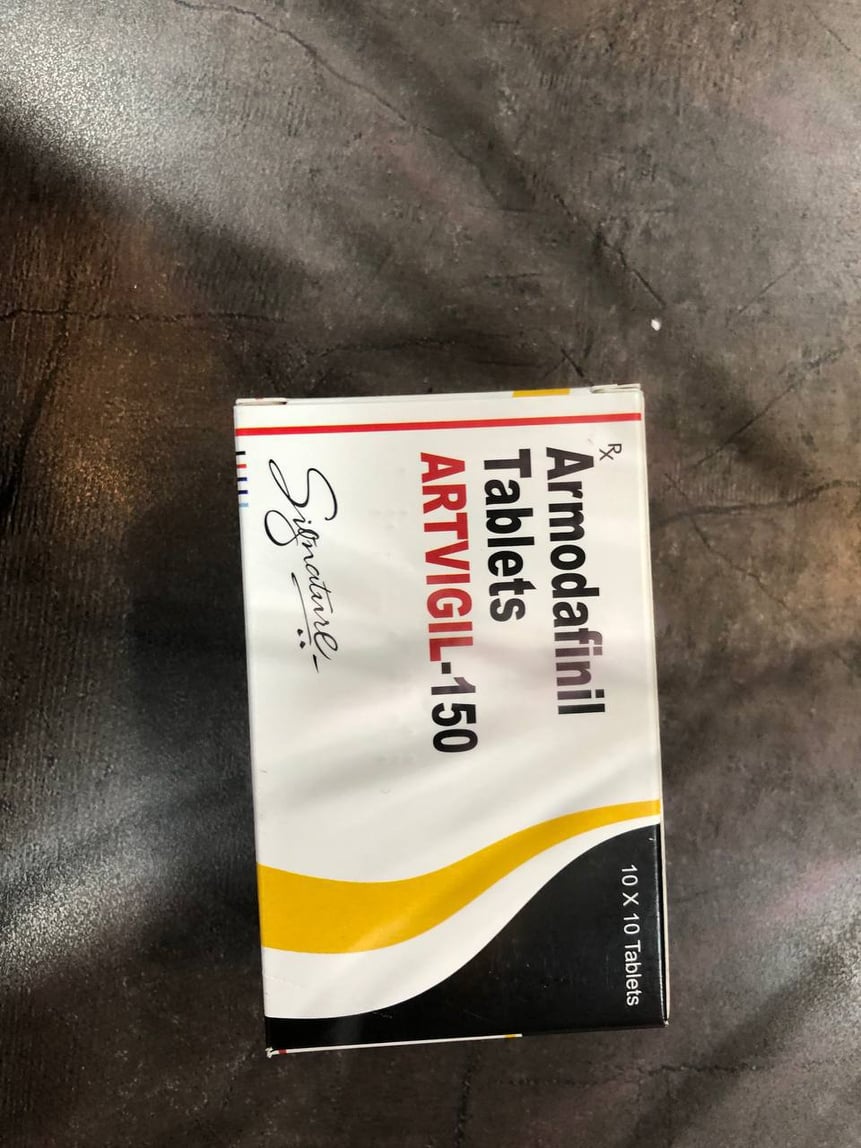 Rx
Armodafinil
Tablets
ARTVIGIL-150
Signature
10 X 10 Tablets